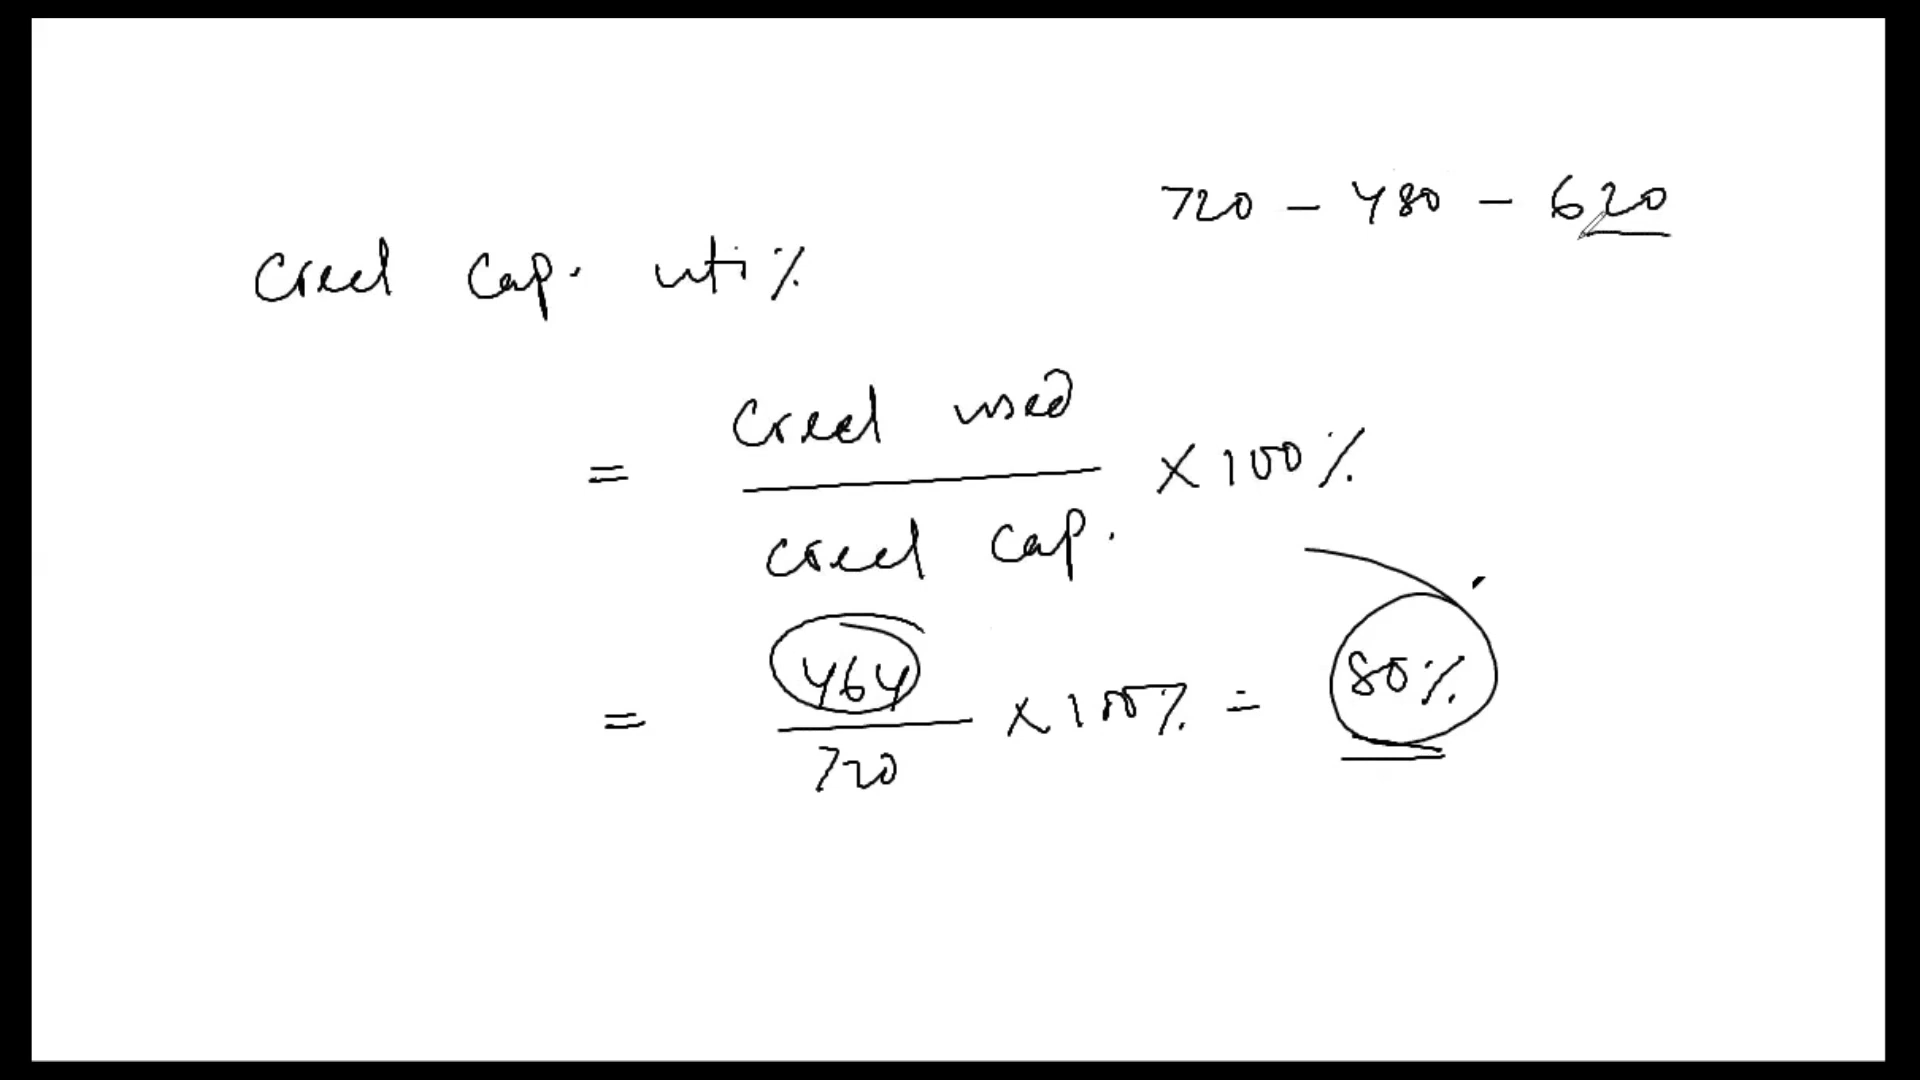 720 - 480 - 620
Creel Cap. uti%
= Creel used / Creel cap. × 100%
= 464 / 720 × 100% = 80%